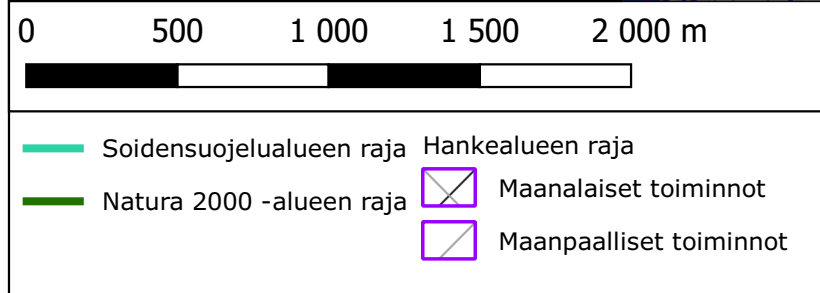 0 500 1 000 1 500 2 000 m
Soidensuojelualueen raja
Natura 2000 -alueen raja
Hankealueen raja
Maanalaiset toiminnot
Maanpaalliset toiminnot